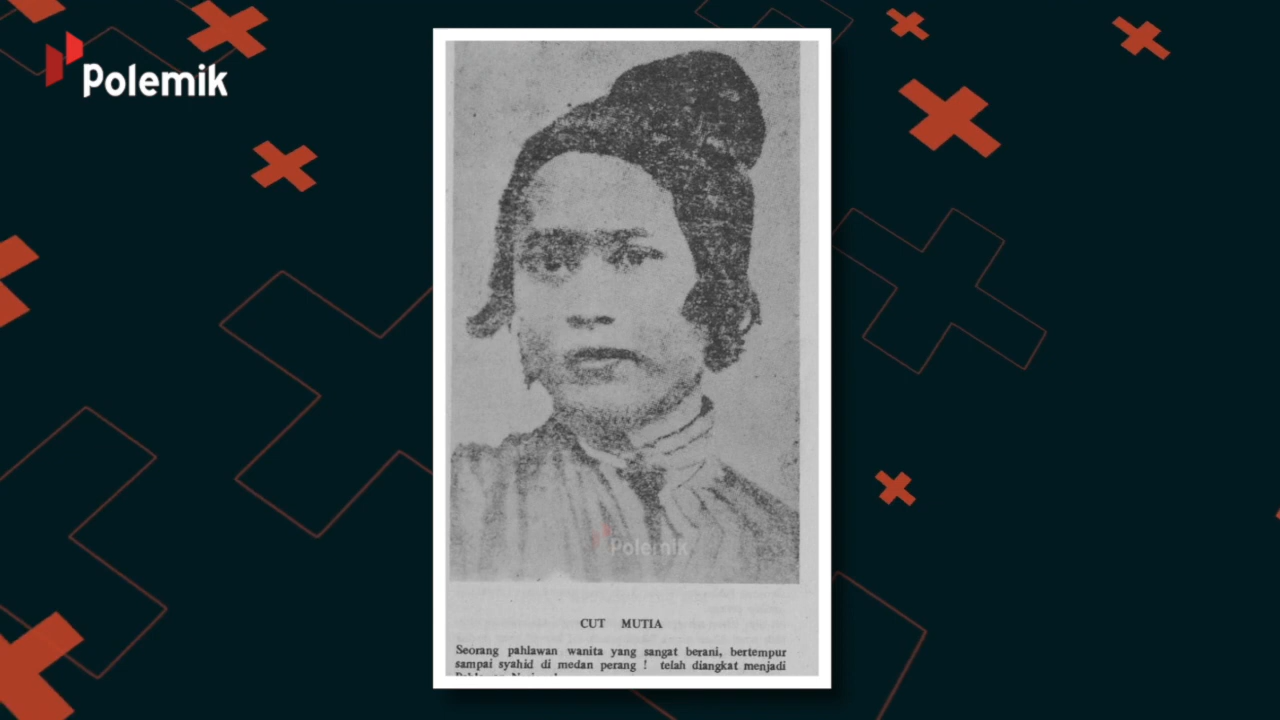 Polemik
Polemik
CUT MUTIA
Seorang pahlawan wanita yang sangat berani, bertempur
sampai syahid di medan perang ! telah diangkat menjadi